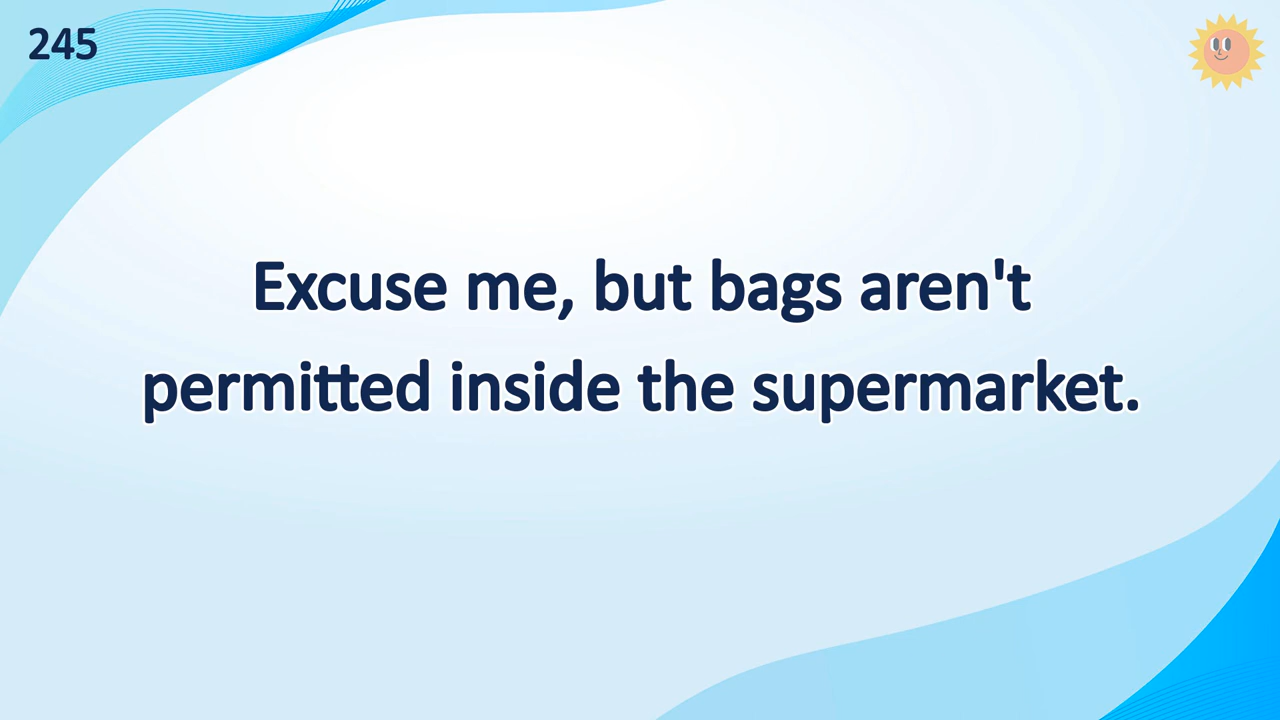 245
Excuse me, but bags aren't
permitted inside the supermarket.